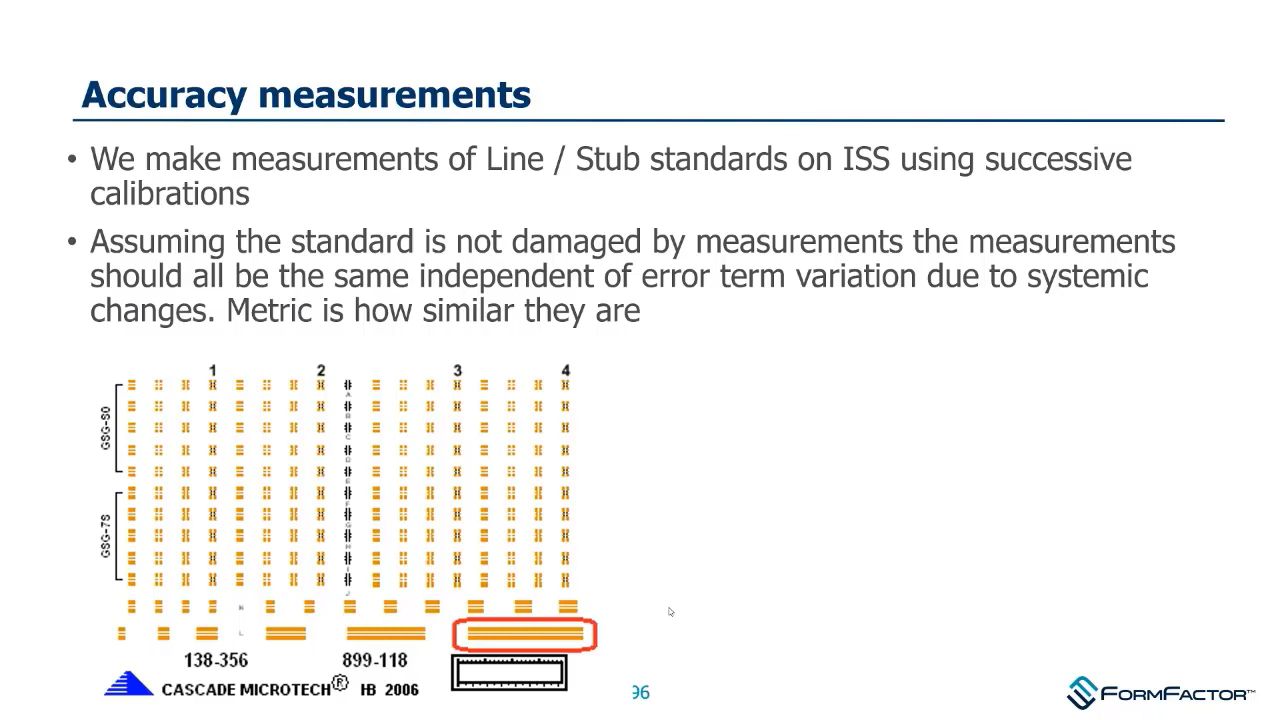 Accuracy measurements
• We make measurements of Line / Stub standards on ISS using successive
calibrations
• Assuming the standard is not damaged by measurements the measurements
should all be the same independent of error term variation due to systemic
changes. Metric is how similar they are
1 2 3 4
A
B
C
D
E
F
G
H
I
J
GSG-50
GSG-75
K
L
138-356 899-118
CASCADE MICROTECH® HB 2006
96
FORMFACTOR™